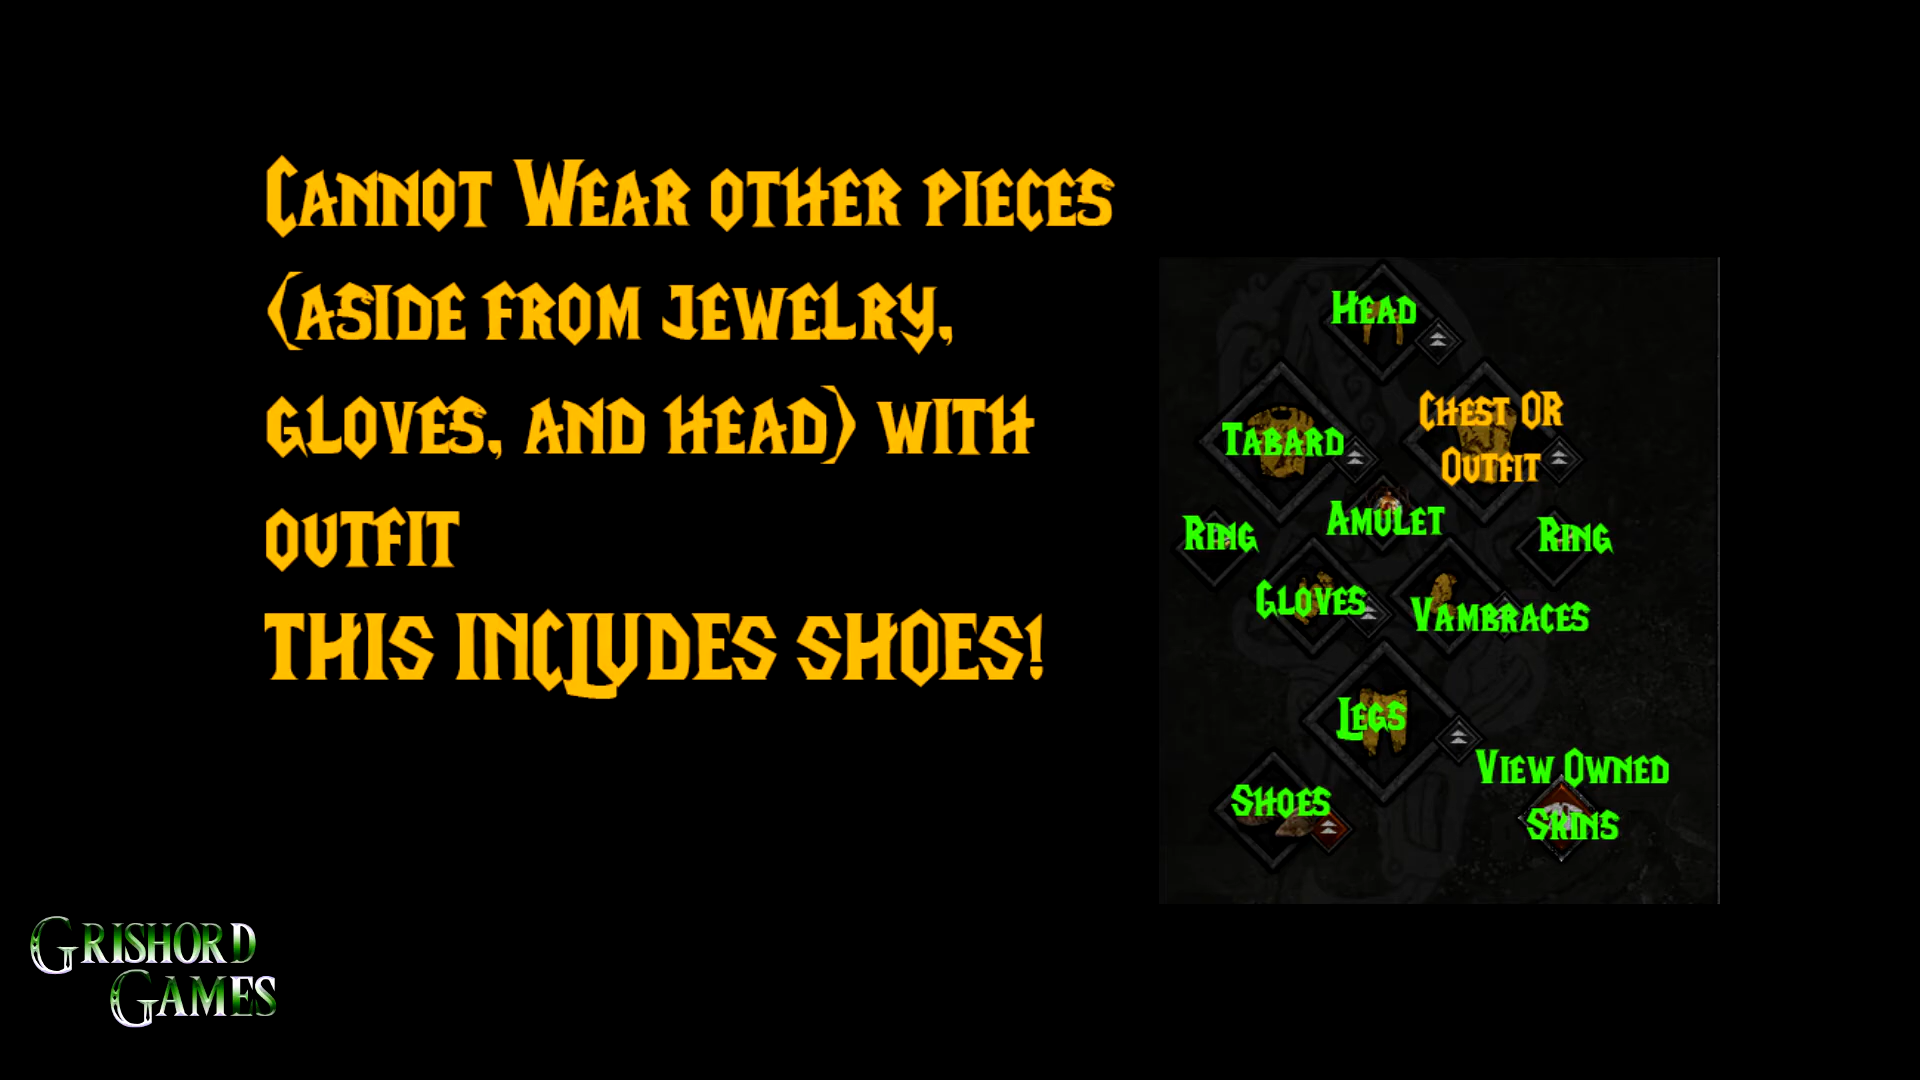 Cannot Wear other pieces
(aside from jewelry,
gloves, and head) with
outfit
THIS INCLUDES SHOES!
Head
Tabard
Chest or
Outfit
Ring
Amulet
Ring
Gloves
Vambraces
Legs
Shoes
View Owned
Skins
Grishord
Games